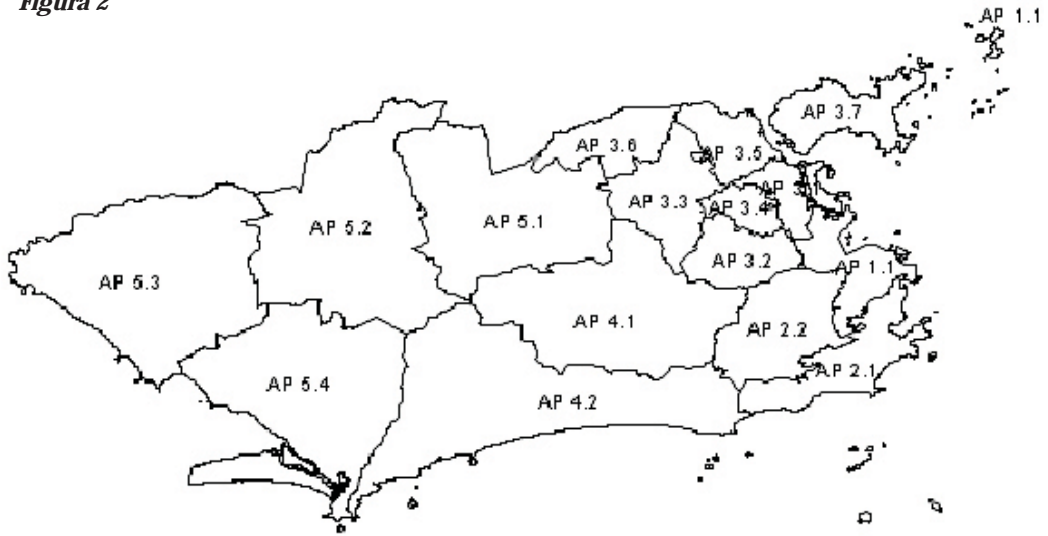 Figura 2
AP 1.1
AP 3.7
AP 3.6
AP 3.5
AP 3.3
AP 3.4
AP 5.2
AP 5.1
AP 3.2
AP 1.1
AP 5.3
AP 4.1
AP 2.2
AP 5.4
AP 2.1
AP 4.2